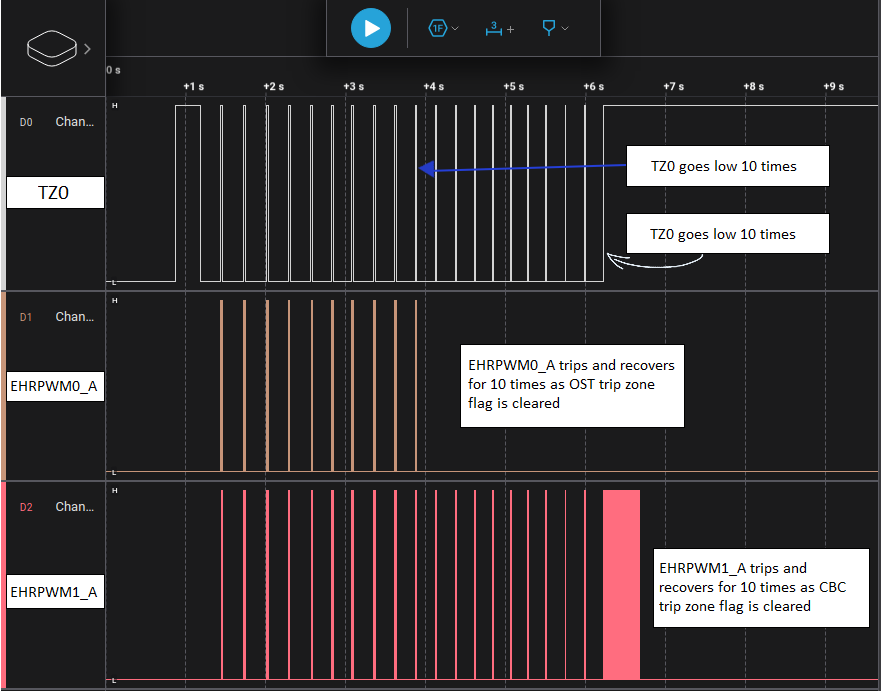 1F
3
+
0 s
+1 s
+2 s
+3 s
+4 s
+5 s
+6 s
+7 s
+8 s
+9 s
D0 Chan...
H
TZ0
TZ0 goes low 10 times
TZ0 goes low 10 times
L
D1 Chan...
H
EHRPWM0_A
EHRPWM0_A trips and recovers
for 10 times as OST trip zone
flag is cleared
L
D2 Chan...
H
EHRPWM1_A
EHRPWM1_A trips and
recovers for 10 times as CBC
trip zone flag is cleared
L